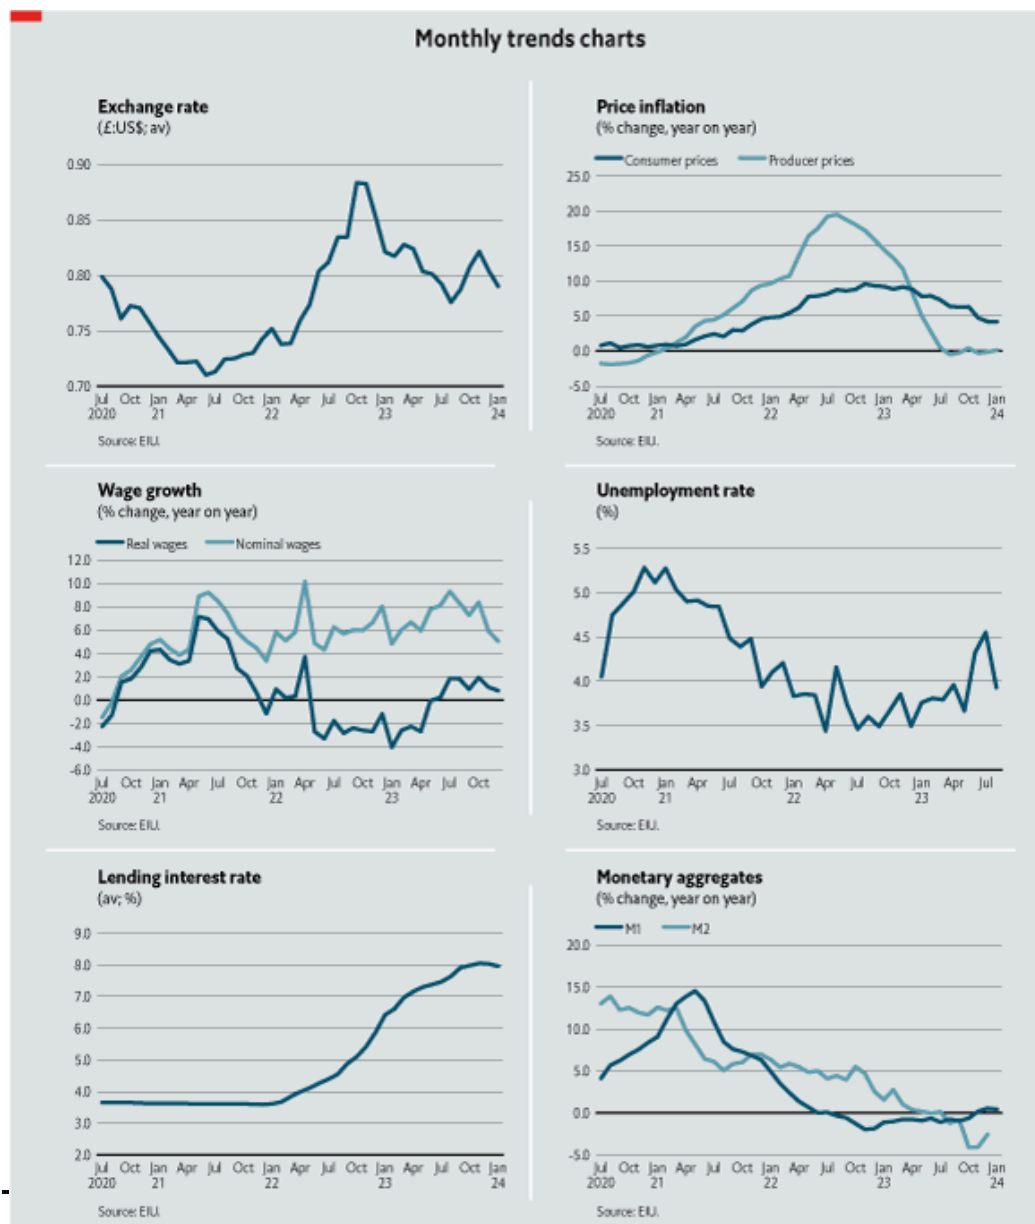 Monthly trends charts
Exchange rate
(£:US$; av)
0.90
0.85
0.80
0.75
0.70
Jul Oct Jan Apr Jul Oct Jan Apr Jul Oct Jan Apr Jul Oct Jan
2020 21 22 23 24
Source: EIU.
Price inflation
(% change, year on year)
Consumer prices Producer prices
25.0
20.0
15.0
10.0
5.0
0.0
-5.0
Jul Oct Jan Apr Jul Oct Jan Apr Jul Oct Jan Apr Jul Oct Jan
2020 21 22 23 24
Source: EIU.
Wage growth
(% change, year on year)
Real wages Nominal wages
12.0
10.0
8.0
6.0
4.0
2.0
0.0
-2.0
-4.0
-6.0
Jul Oct Jan Apr Jul Oct Jan Apr Jul Oct Jan Apr Jul Oct
2020 21 22 23
Source: EIU.
Unemployment rate
(%)
5.5
5.0
4.5
4.0
3.5
3.0
Jul Oct Jan Apr Jul Oct Jan Apr Jul Oct Jan Apr Jul
2020 21 22 23
Source: EIU.
Lending interest rate
(av; %)
9.0
8.0
7.0
6.0
5.0
4.0
3.0
2.0
Jul Oct Jan Apr Jul Oct Jan Apr Jul Oct Jan Apr Jul Oct Jan
2020 21 22 23 24
Source: EIU.
Monetary aggregates
(% change, year on year)
M1 M2
20.0
15.0
10.0
5.0
0.0
-5.0
Jul Oct Jan Apr Jul Oct Jan Apr Jul Oct Jan Apr Jul Oct Jan
2020 21 22 23 24
Source: EIU.